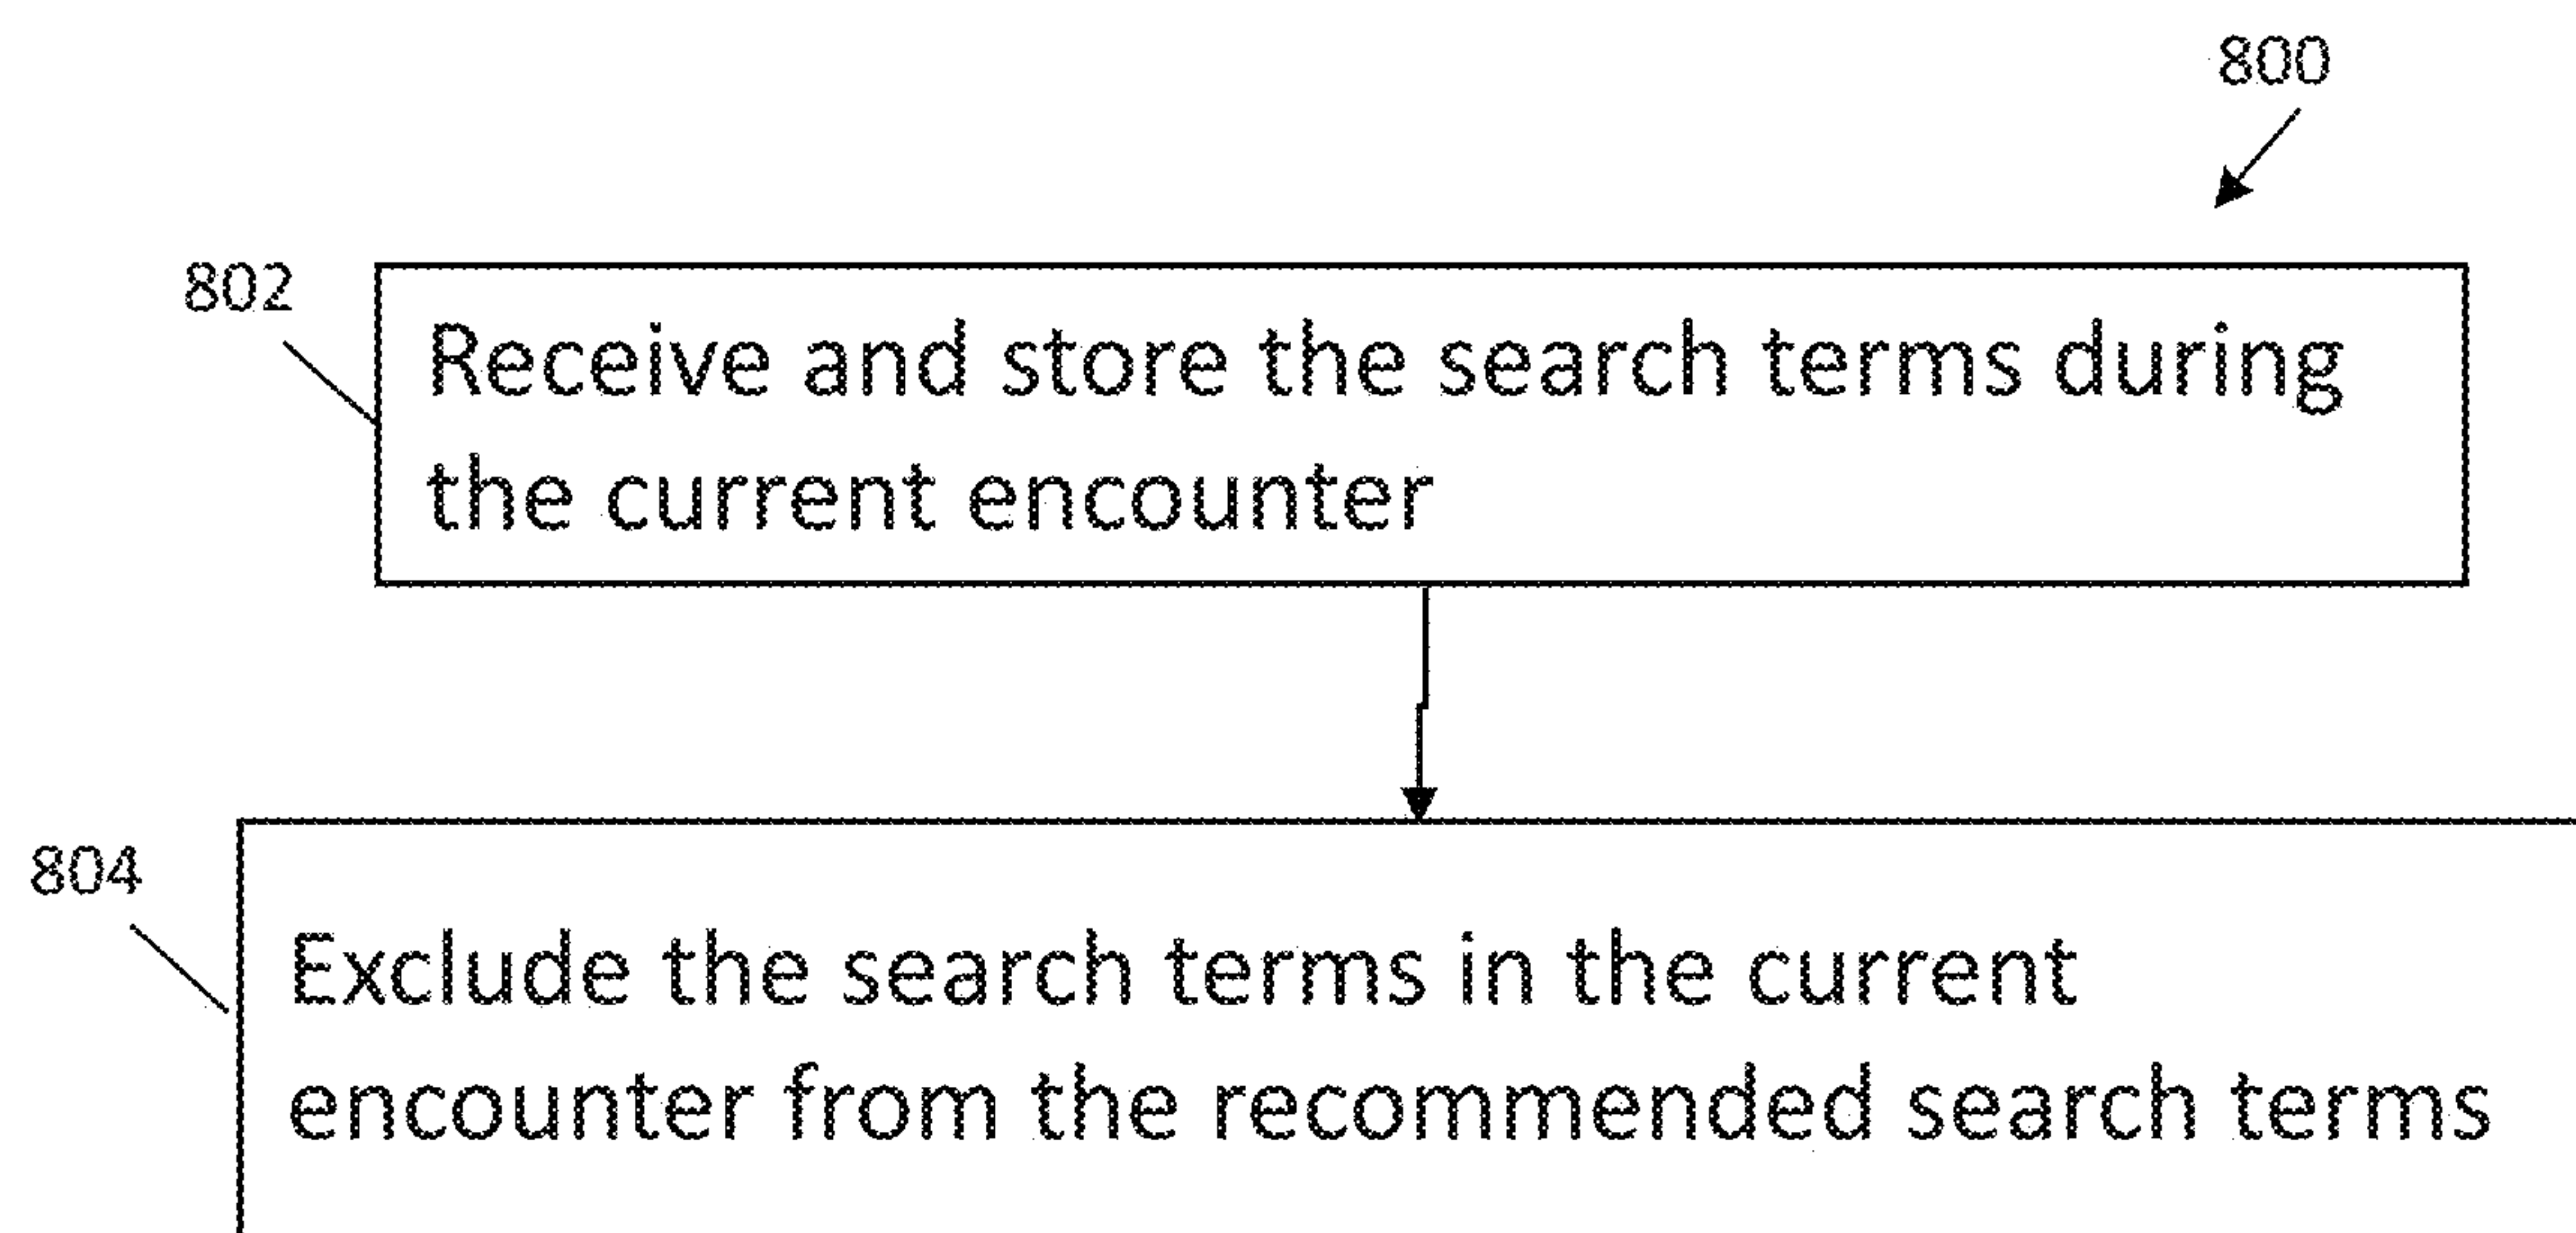 800
802
Receive and store the search terms during
the current encounter
804
Exclude the search terms in the current
encounter from the recommended search terms